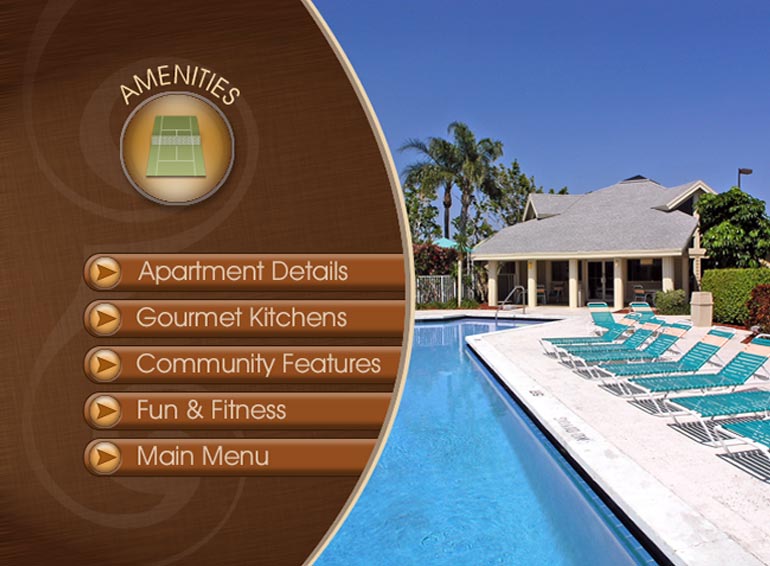 AMENITIES
Apartment Details
Gourmet Kitchens
Community Features
Fun & Fitness
Main Menu